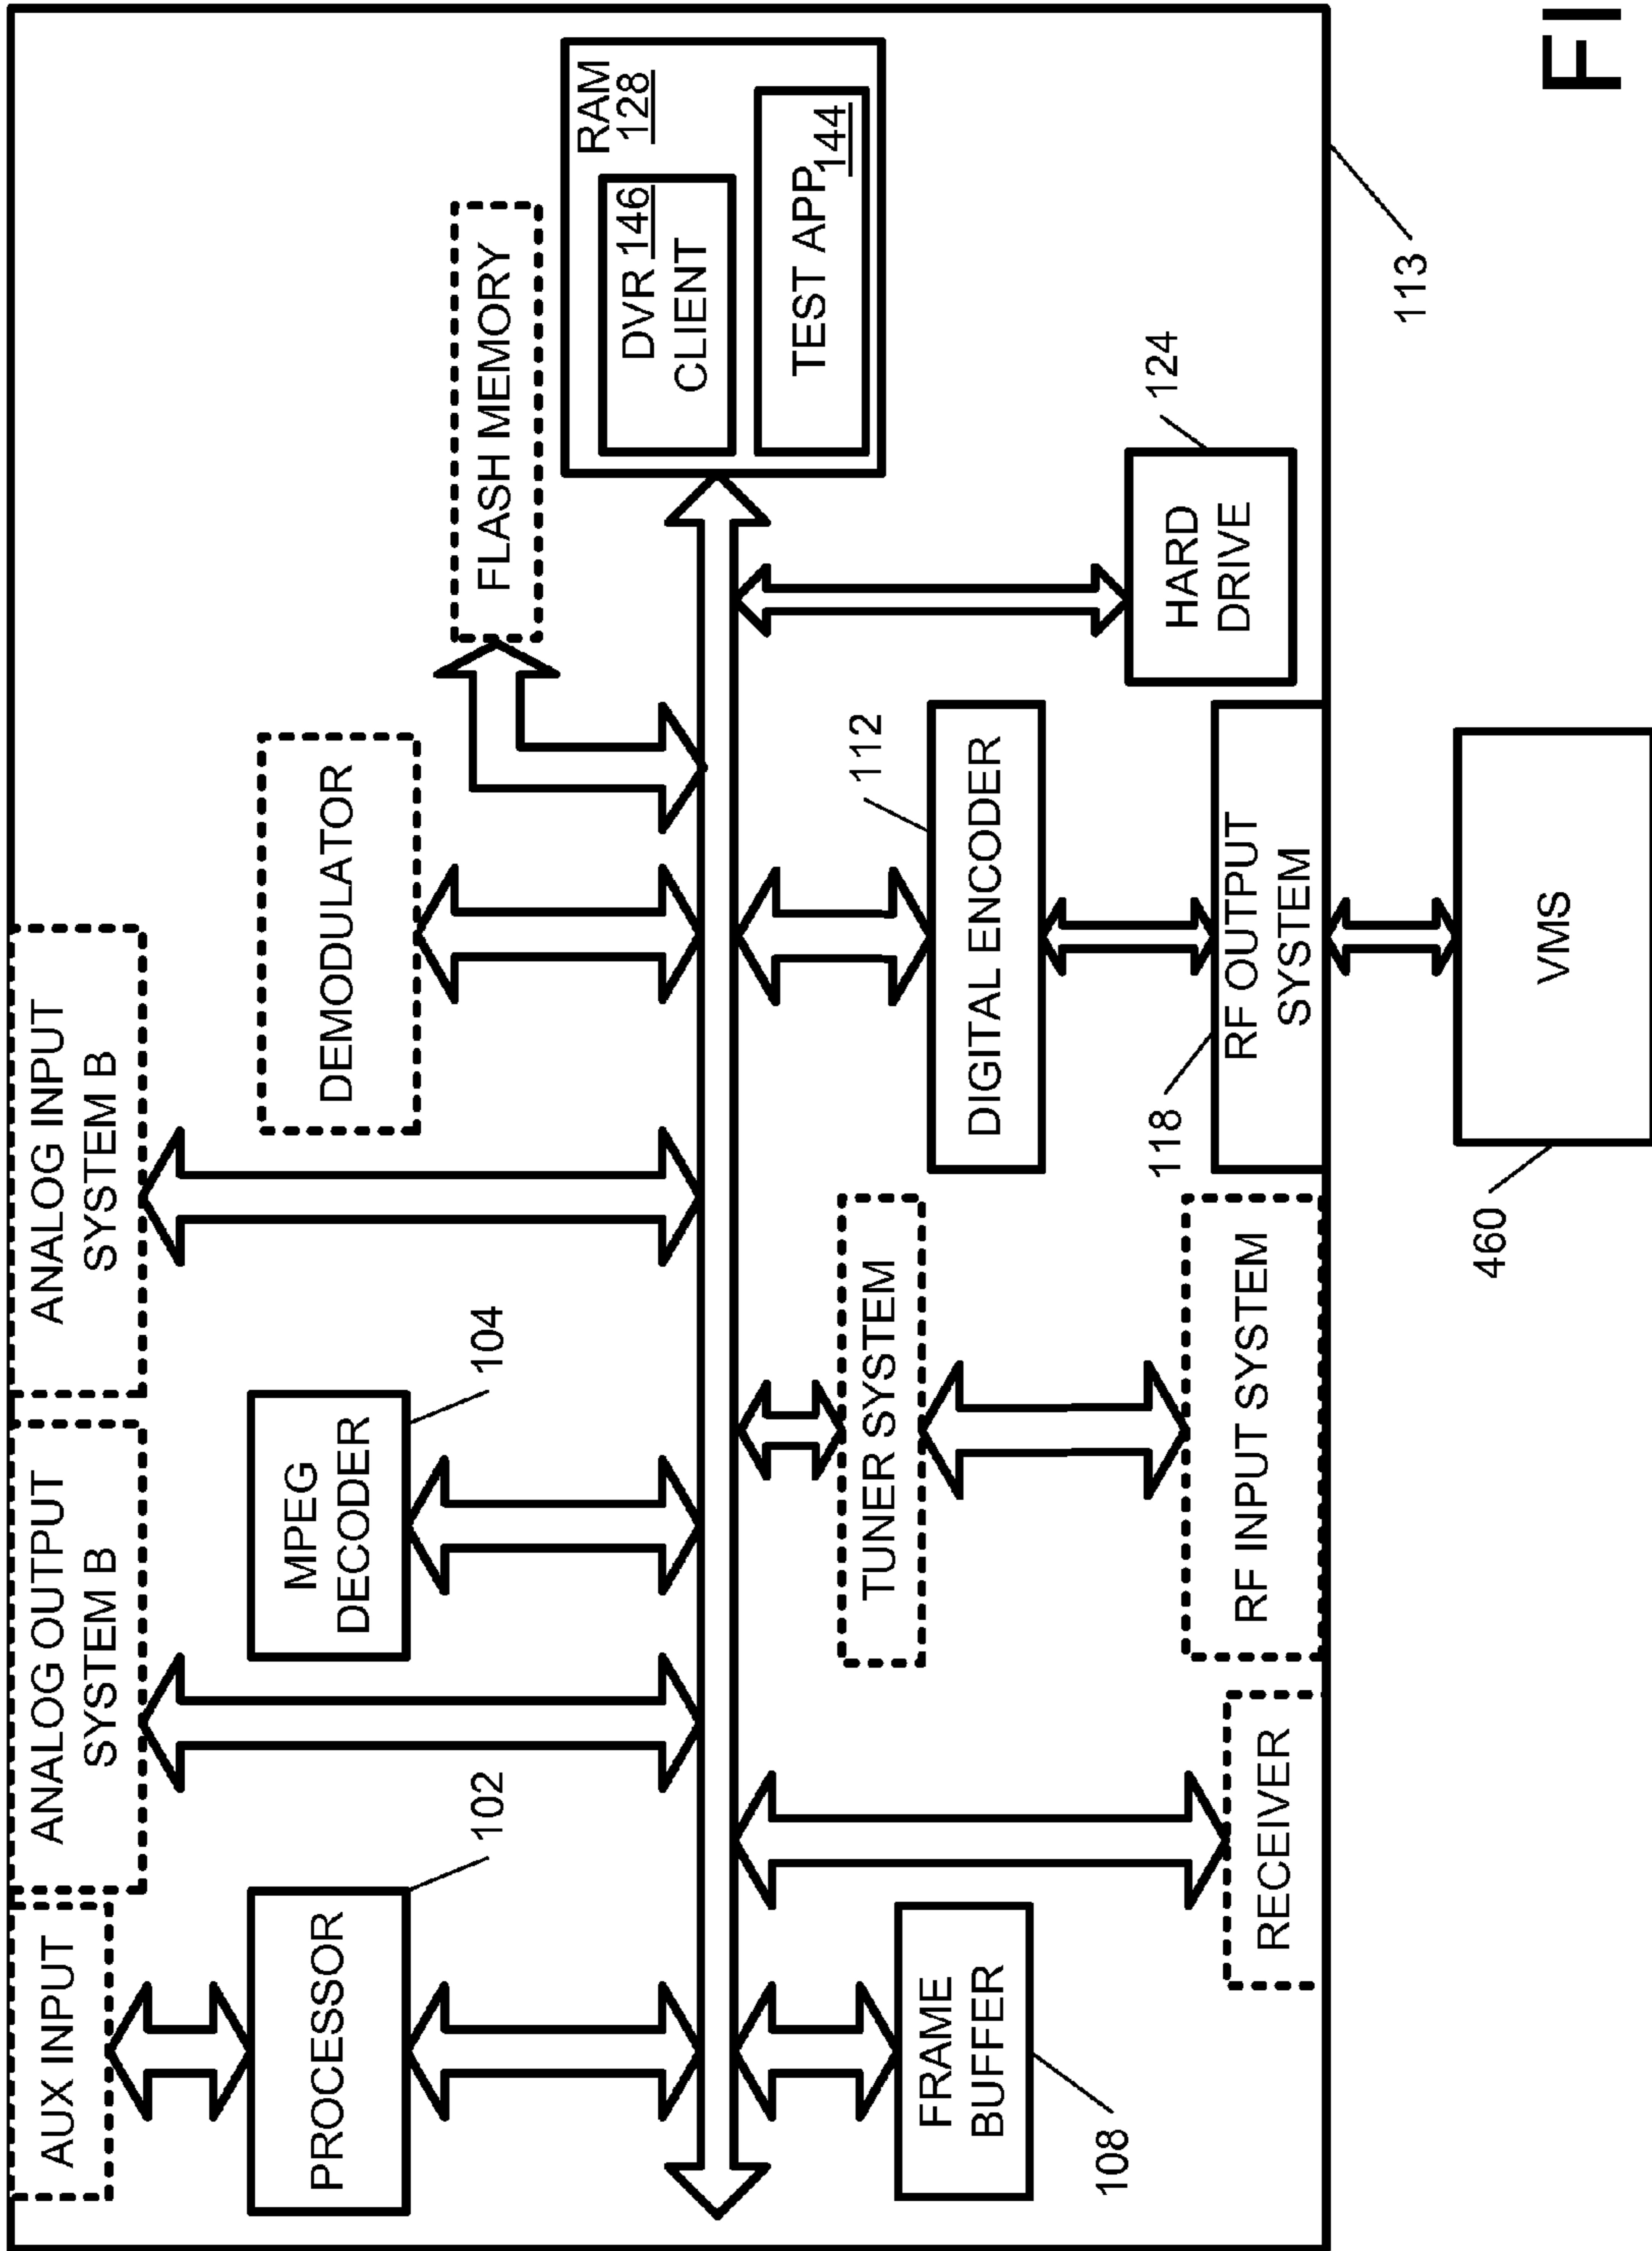 AUX INPUT
ANALOG OUTPUT
SYSTEM B
ANALOG INPUT
SYSTEM B
PROCESSOR
102
MPEG
DECODER
104
DEMODULATOR
FLASH MEMORY
RAM
128
DVR 146
CLIENT
TEST APP
144
FRAME
BUFFER
108
RECEIVER
TUNER SYSTEM
RF INPUT SYSTEM
DIGITAL ENCODER
112
118
RF OUTPUT
SYSTEM
HARD
DRIVE
124
113
460
VMS
FI